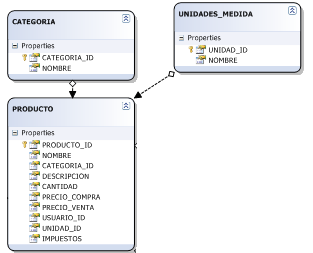 CATEGORIA
Properties
CATEGORIA_ID
NOMBRE
UNIDADES_MEDIDA
Properties
UNIDAD_ID
NOMBRE
PRODUCTO
Properties
PRODUCTO_ID
NOMBRE
CATEGORIA_ID
DESCRIPCION
CANTIDAD
PRECIO_COMPRA
PRECIO_VENTA
USUARIO_ID
UNIDAD_ID
IMPUESTOS